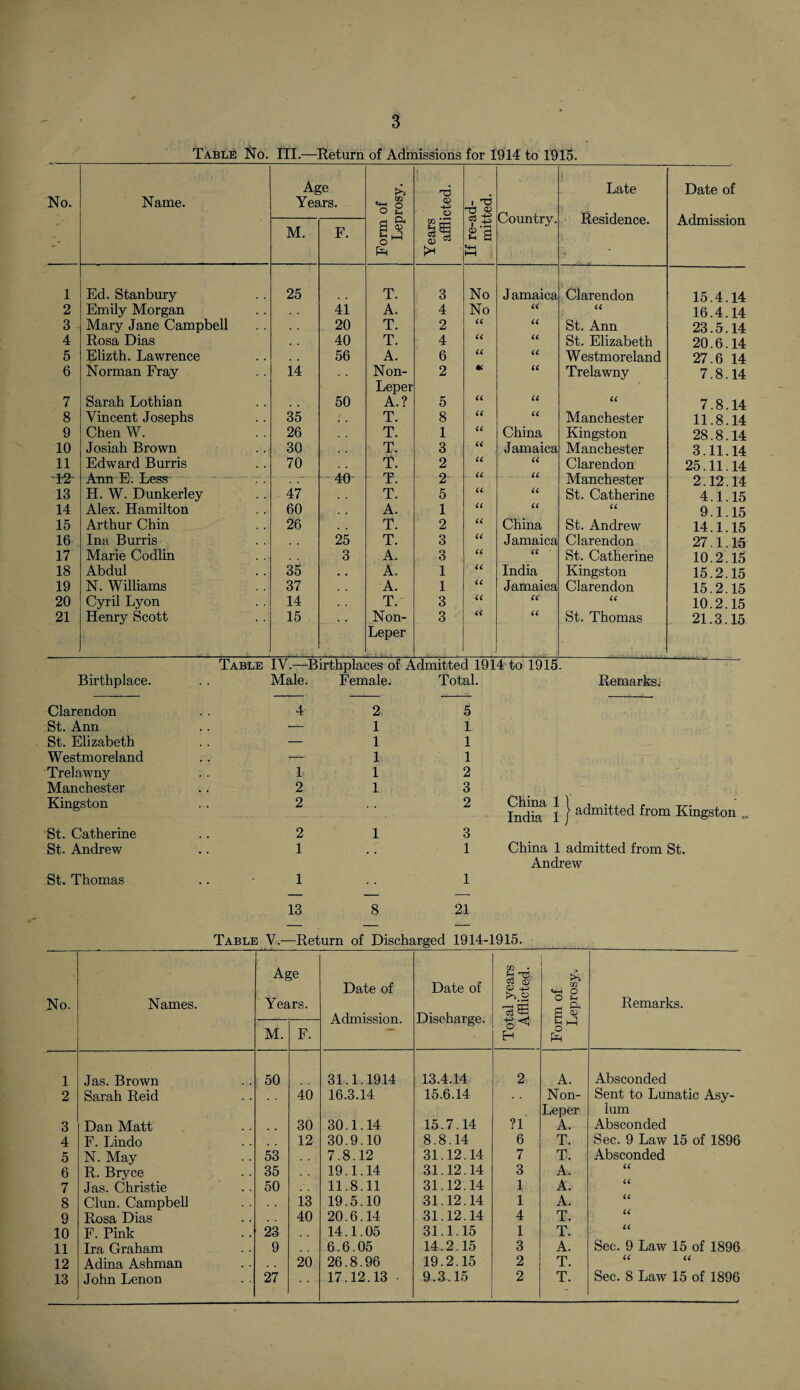 3
TABLE No. III.—Return of Admissions for 1914 to 1915.
No. Name. Age Years. M. F. Form of Leprosy. Years afflicted. If re-ad-mitted. Country. Late Residence. Date of Admission
1 Ed. Stanbury .. 25 .. T. 3 No Jamaica Clarendon 15.4.14
2 Emily Morgan .. .. 41 A. 4 No “ “ 16.4.14
3 Mary Jane Campbell .. .. 20 T. 2 “ “ St. Ann 23.5.14
4 Rosa Dias .. 40 T. 4 “ “ St. Elizabeth 20.6.14
5 Elizth. Lawrence .. .. 56 A. 6 “ “ Westmoreland 27.6 14
6 Norman Fray .. 14 .. Non- 2 “ “ Trelawny 7.8.14
Leper
7 Sarah Lothian .. 50 A.? 5 “ “ “ 7.8.14
8 Vincent Josephs .. 35 .. T. 8 “ “ Manchester 11.8.14
9 Chen W. .. 26 .. T. 1 “ China Kingston 28.8.14
10 Josiah Brown .. 30 .. T. 3 “ Jamaica Manchester 3.11.14
11 Edward Burris .. 70 .. T. 2 “ “ Clarendon 25.11.14
12 Ann E. Less .. .. 40 T. 2 “ “ Manchester 2.12.14
13 H. W. Dunkerley .. 47 .. T. 5 “ “ St. Catherine 4.1.15
14 Alex. Hamilton .. 60 .. A. 1 “ “ “ 9.1.15
15 Arthur Chin .. 26 .. T. 2 “ China St. Andrew 14.1.15
16 Ina Burris .. .. 25 T. 3 “ Jamaica Clarendon 27.1.15
17 Marie Codlin .. .. 3 A. 3 “ “ St. Catherine 10.2.15
18 Abdul .. 35 .. A. 1 “ India Kingston 15.2.15
19 N. Williams .. 37 .. A. 1 “ Jamaica Clarendon 15.2.15
20 Cyril Lyon .. 14 .. T. 3 “ “ “ 10.2.15
21 Henry Scott .. 15 .. Non- 3 “ “ St. Thomas 21.3.15
Leper
TABLE IV.—Birthplaces of Admitted 1914 to 1915.
Birthplace. .. Male. Female. Total. Remarks.
Clarendon .. 4 2 5
St. Ann .. — 1 1
St. Elizabeth .. — 1 1
Westmoreland .. — 1 1
Trelawny .. 1 1 2
Manchester .. 2 1 3
Kingston .. 2 .. 2 China 1 } India 1 } admitted from Kingston
St. Catherine .. 2 1 3
St. Andrew .. 1 .. 1 China 1 admitted from St.
Andrew
St. Thomas .. 1 .. 1
13 8 21
TABLE V.—Return of Discharged 1914-1915.
No. Names. Age Years. M. F. Date of Admission. Date of Discharge. Total years Afflicted. Form of Leprosy. Remarks.
1 Jas. Brown .. 50 .. 31.1.1914 13.4.14 2 A. Absconded
2 Sarah Reid .. .. 40 16.3.14 15.6.14 .. Non- Sent to Lunatic Asy-
Leper lum
3 Dan Matt .. .. 30 30.1.14 15.7.14 ?1 A. Absconded
4 F. Lindo .. .. 12 30.9.10 8.8.14 6 T. Sec. 9 Law 15 of 1896
5 N. May .. 53 .. 7.8.12 31.12.14 7 T. Absconded
6 R. Bryce .. 35 .. 19.1.14 31.12.14 3 A. “
7 Jas. Christie .. 50 .. 11.8.11 31.12.14 1 A. “
8 Clun. Campbell .. .. 13 19.5.10 31.12.14 1 A. “
9 Rosa Dias .. .. 40 20.6.14 31.12.14 4 T. “
10 F. Pink .. 23 .. 14.1.05 31.1.15 1 T. “
11 Ira Graham .. 9 .. 6.6.05 14.2.15 3 A. Sec. 9 Law 15 of 1896
12 Adina Ashman .. .. 20 26.8.96 19.2.15 2 T. “ “
13 John Lenon .. 27 .. 17.12.13 9.3.15 2 T. Sec. 8 Law 15 of 1896